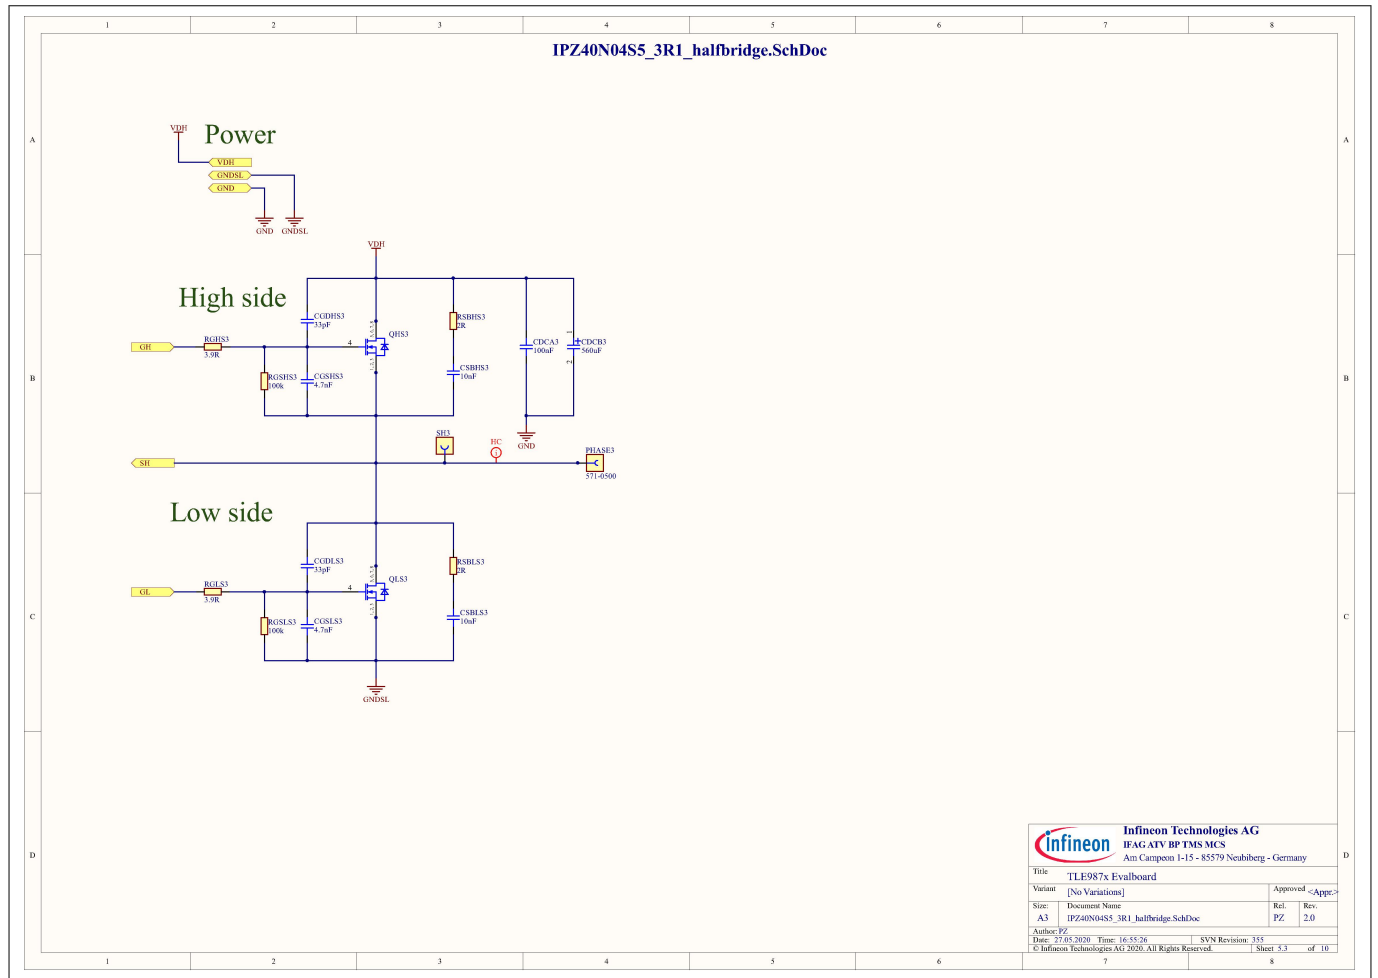 1 2 3 4 5 6 7 8
IPZ40N04S5_3R1_halfbridge.SchDoc
A A
VDH
Power
VDH
GNDSL
GND
GND GNDSL
VDH
High side
CGDHS3
33pF
RSBHS3
2R
QHS3
GH
RGHS3
3.9R
4
CDCA3
100nF
1
CDCB3
560uF
2
B B
RGSHS3
100k
CGSHS3
4.7nF
CSBHS3
10nF
GND
SH3
HC
i
SH
PHASE3
571-0500
Low side
CGDLS3
33pF
RSBLS3
2R
QLS3
GL
RGLS3
3.9R
4
C C
RGSLS3
100k
CGSLS3
4.7nF
CSBLS3
10nF
GNDSL
D D
infineon
Infineon Technologies AG
IFAG ATV BP TMS MCS
Am Campeon 1-15 - 85579 Neubiberg - Germany
Title
TLE987x Evalboard
Variant [No Variations] Approved <Appr.>
Size: Document Name Rel. Rev.
A3 IPZ40N04S5_3R1_halfbridge.SchDoc PZ 2.0
Author: PZ
Date: 27.05.2020 Time: 16:55:26 SVN Revision: 355
© Infineon Technologies AG 2020. All Rights Reserved. Sheet 5.3 of 10
1 2 3 4 5 6 7 8